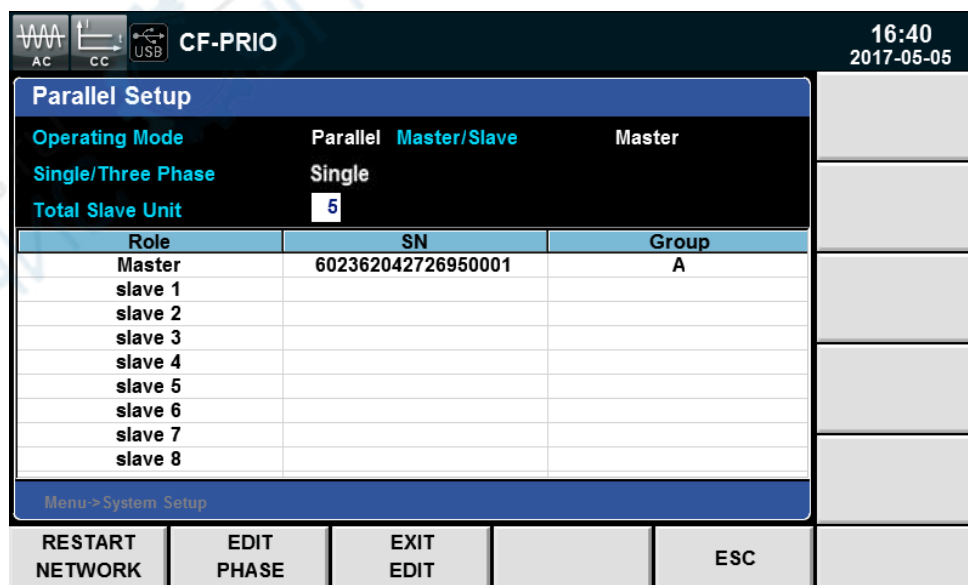 AC CC USB CF-PRIO 16:40
2017-05-05
Parallel Setup
Operating Mode Parallel Master/Slave Master
Single/Three Phase Single
Total Slave Unit 5
Role SN Group
Master 602362042726950001 A
slave 1
slave 2
slave 3
slave 4
slave 5
slave 6
slave 7
slave 8
Menu->System Setup
RESTART NETWORK
EDIT PHASE
EXIT EDIT
ESC